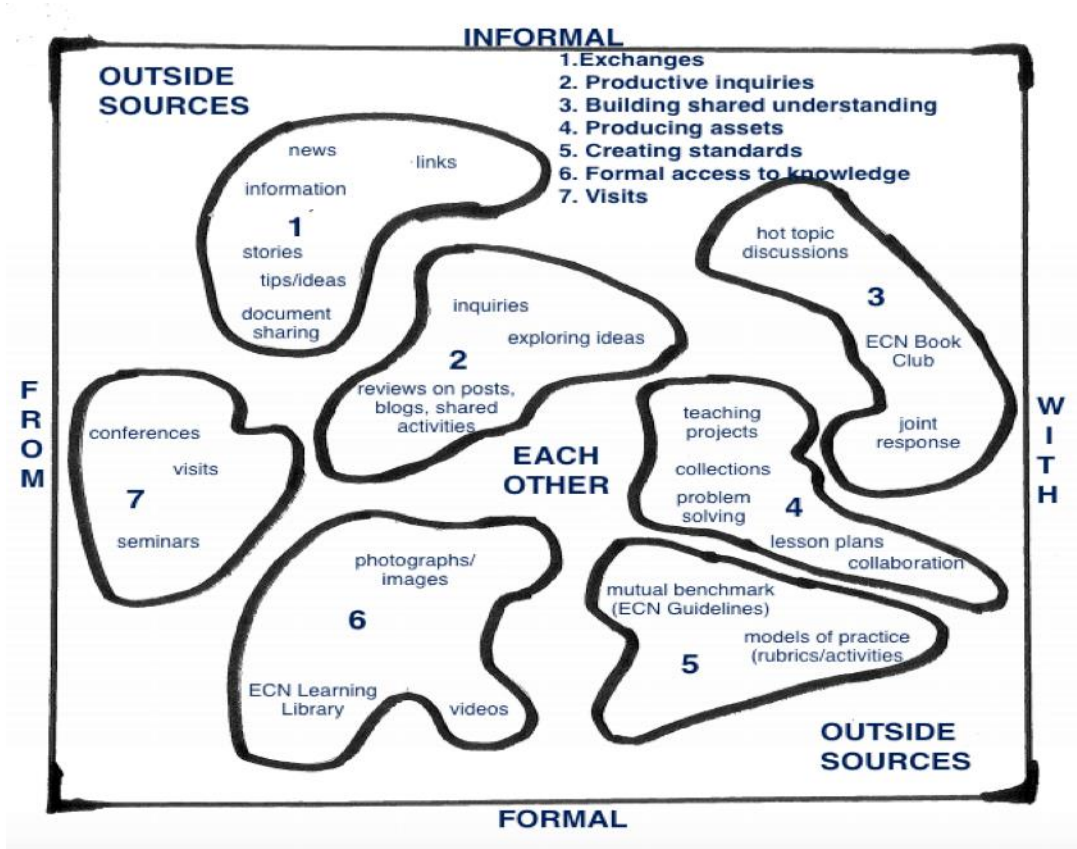 INFORMAL
OUTSIDE
SOURCES
1.Exchanges
2. Productive inquiries
3. Building shared understanding
4. Producing assets
5. Creating standards
6. Formal access to knowledge
7. Visits
news
links
information
1
stories
tips/ideas
document
sharing
hot topic
discussions
3
ECN Book
Club
joint
response
inquiries
exploring ideas
2
reviews on posts,
blogs, shared
activities
FROM
WITH
EACH
OTHER
conferences
visits
7
seminars
teaching
projects
collections
problem
solving
4
lesson plans
collaboration
photographs/
images
6
ECN Learning
Library
videos
mutual benchmark
(ECN Guidelines)
models of practice
(rubrics/activities
5
OUTSIDE
SOURCES
FORMAL